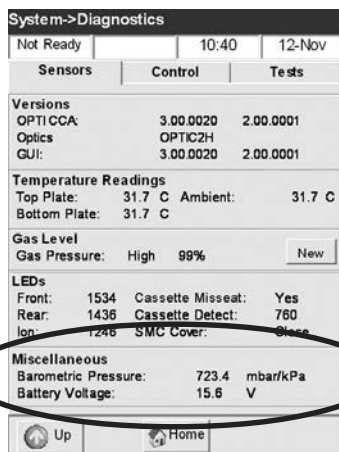 System->Diagnostics
Not Ready 10:40 12-Nov
Sensors Control Tests
Versions
OPTI CCA: 3.00.0020 2.00.0001
Optics OPTIC2H
GUI: 3.00.0020 2.00.0001
Temperature Readings
Top Plate: 31.7 C Ambient: 31.7 C
Bottom Plate: 31.7 C
Gas Level
Gas Pressure: High 99% New
LEDs
Front: 1534 Cassette Misseat: Yes
Rear: 1436 Cassette Detect: 760
Ion: 1246 SMC Cover: Close
Miscellaneous
Barometric Pressure: 723.4 mbar/kPa
Battery Voltage: 15.6 V
Up Home